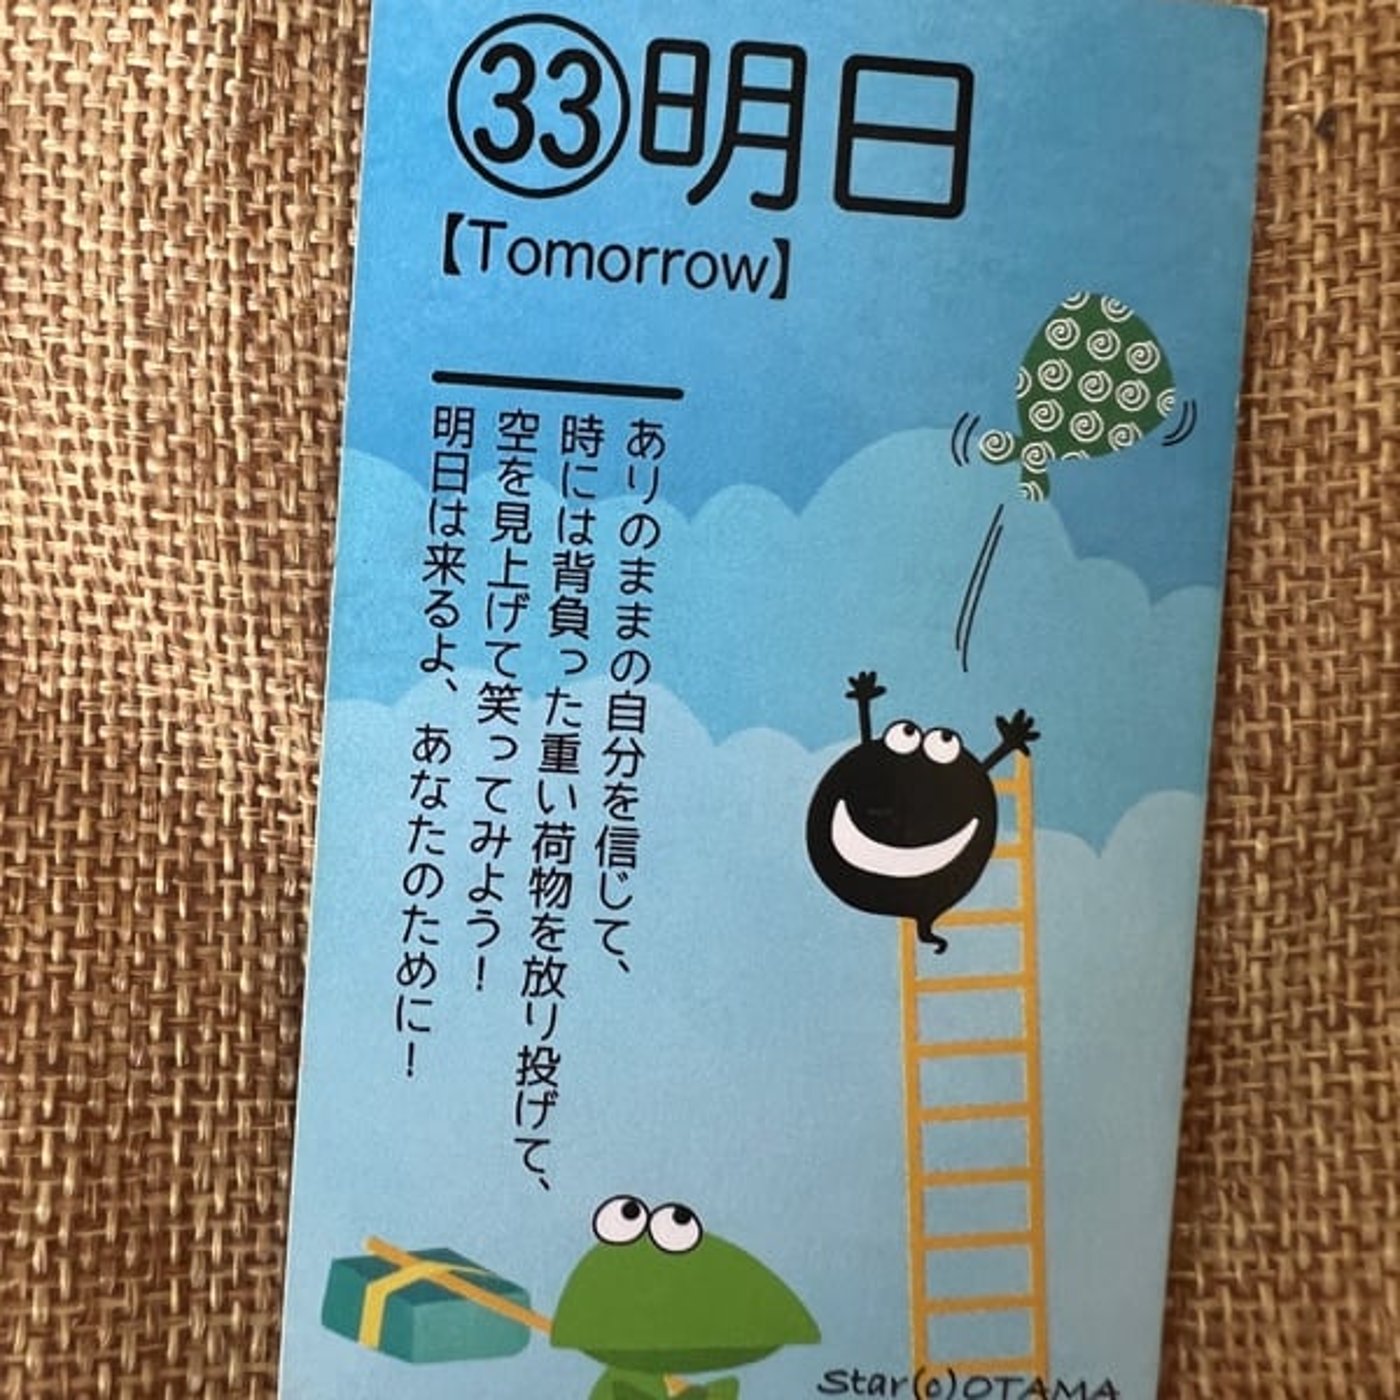 ㉝明日
【Tomorrow】
ありのままの自分を信じて、
時には背負った重い荷物を放り投げて、
空を見上げて笑ってみよう！
明日は来るよ、あなたのために！
Star(c)OTAMA